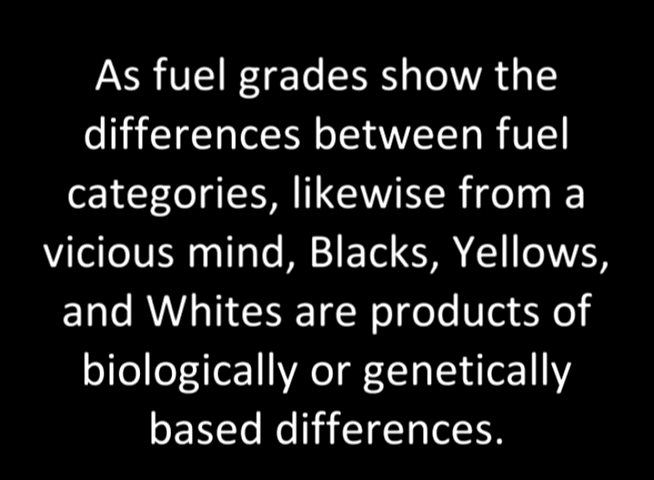 As fuel grades show the
differences between fuel
categories, likewise from a
vicious mind, Blacks, Yellows,
and Whites are products of
biologically or genetically
based differences.